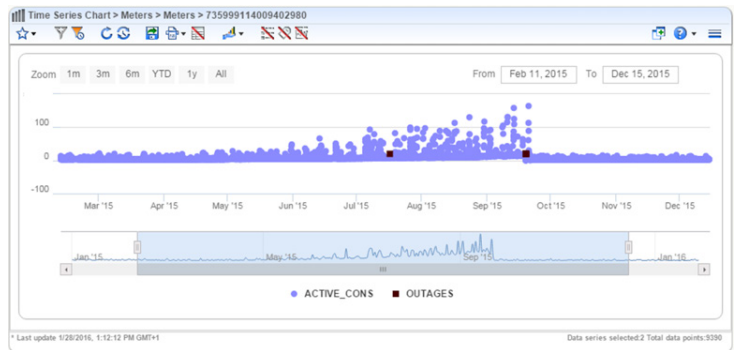 Time Series Chart > Meters > Meters > 735999114009402980
Zoom 1m 3m 6m YTD 1y All From Feb 11, 2015 To Dec 15, 2015
100
0
-100
Mar '15 Apr '15 May '15 Jun '15 Jul '15 Aug '15 Sep '15 Oct '15 Nov '15 Dec '15
Jan '15 May '15 Sep '15 Jan '16
ACTIVE_CONS OUTAGES
* Last update 1/28/2016, 1:12:12 PM GMT+1 Data series selected:2 Total data points:9390